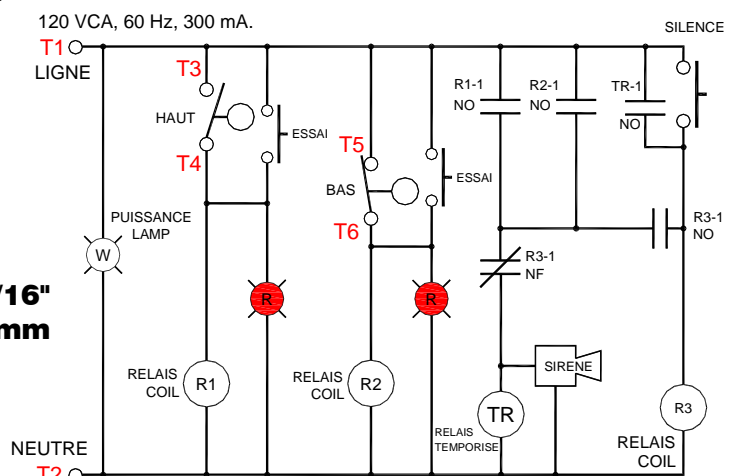 120 VCA, 60 Hz, 300 mA.
SILENCE
T1
LIGNE
T3
HAUT
T4
ESSAI
T5
BAS
T6
ESSAI
R1-1
NO
R2-1
NO
TR-1
NO
PUISSANCE
LAMP
W
R3-1
NO
R3-1
NF
/16"
mm
R
R
RELAIS
COIL
R1
RELAIS
COIL
R2
SIRENE
TR
RELAIS
TEMPORISE
R3
RELAIS
COIL
NEUTRE
T2